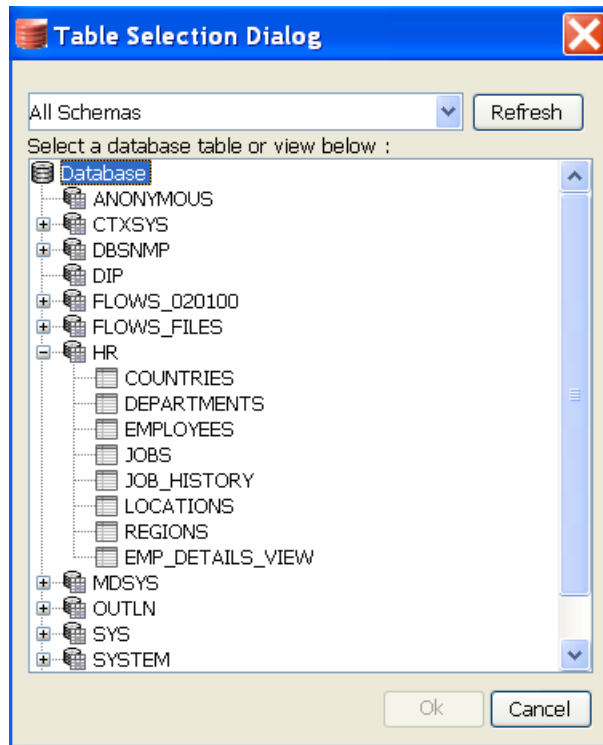 Table Selection Dialog
All Schemas
Refresh
Select a database table or view below :
Database
ANONYMOUS
CTXSYS
DBSNMP
DIP
FLOWS_020100
FLOWS_FILES
HR
COUNTRIES
DEPARTMENTS
EMPLOYEES
JOBS
JOB_HISTORY
LOCATIONS
REGIONS
EMP_DETAILS_VIEW
MDSYS
OUTLN
SYS
SYSTEM
Ok Cancel